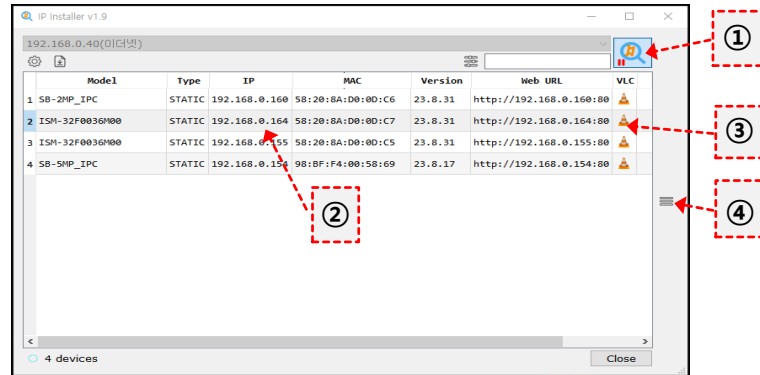 IP Installer v1.9
①
192.168.0.40(이더넷)
Model Type IP MAC Version Web URL VLC
1 SB-2MP_IPC STATIC 192.168.0.160 58:20:8A:D0:0D:C6 23.8.31 http://192.168.0.160:80
2 ISM-32F0036M00 STATIC 192.168.0.164 58:20:8A:D0:0D:C7 23.8.31 http://192.168.0.164:80
③
3 ISM-32F0036M00 STATIC 192.168.0.155 58:20:8A:D0:0D:C5 23.8.31 http://192.168.0.155:80
4 SB-5MP_IPC STATIC 192.168.0.154 98:BF:F4:00:58:69 23.8.17 http://192.168.0.154:80
②
④
4 devices
Close